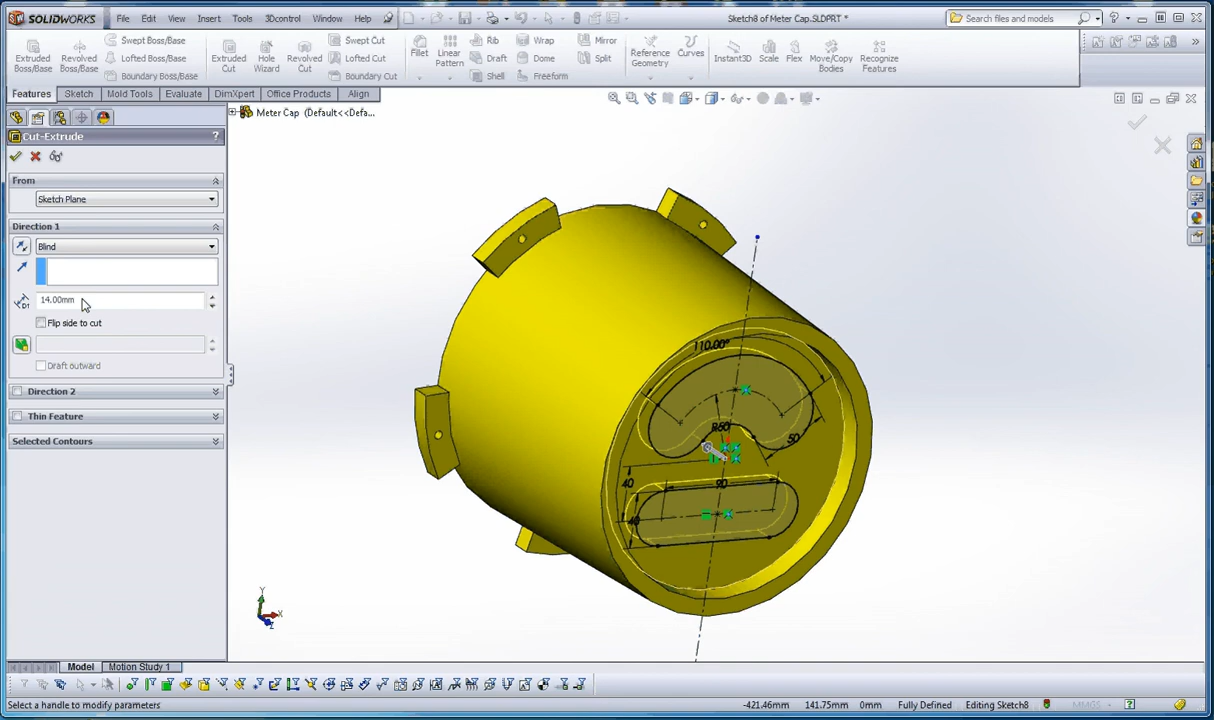 SOLIDWORKS File Edit View Insert Tools 3Dcontrol Window Help Sketch8 of Meter Cap.SLDPRT * Search files and models
Extruded Boss/Base Revolved Boss/Base Swept Boss/Base Lofted Boss/Base Boundary Boss/Base Extruded Cut Hole Wizard Revolved Cut Swept Cut Lofted Cut Boundary Cut Fillet Linear Pattern Rib Draft Shell Wrap Dome Freeform Mirror Split Reference Geometry Curves Instant3D Scale Flex Move/Copy Bodies Recognize Features
Features Sketch Mold Tools Evaluate DimXpert Office Products Align
Meter Cap (Default<<Defa...
Cut-Extrude ?
From
Sketch Plane
Direction 1
Blind
14.00mm
Flip side to cut
Draft outward
Direction 2
Thin Feature
Selected Contours
110.00°
R50
50
40
90
40
Y
X
Z
Model Motion Study 1
Select a handle to modify parameters -421.46mm 141.75mm 0mm Fully Defined Editing Sketch8 MMGS ?